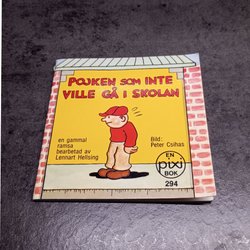 POJKEN SOM INTE
VILLE GÅ I SKOLAN
en gammal
ramsa
bearbetad av
Lennart Hellsing
Bild:
Peter Csihas
EN
pixi
BOK
294